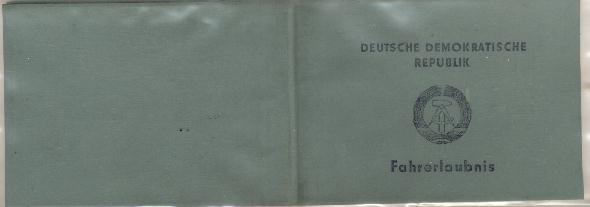 DEUTSCHE DEMOKRATISCHE
REPUBLIK
Fahrerlaubnis